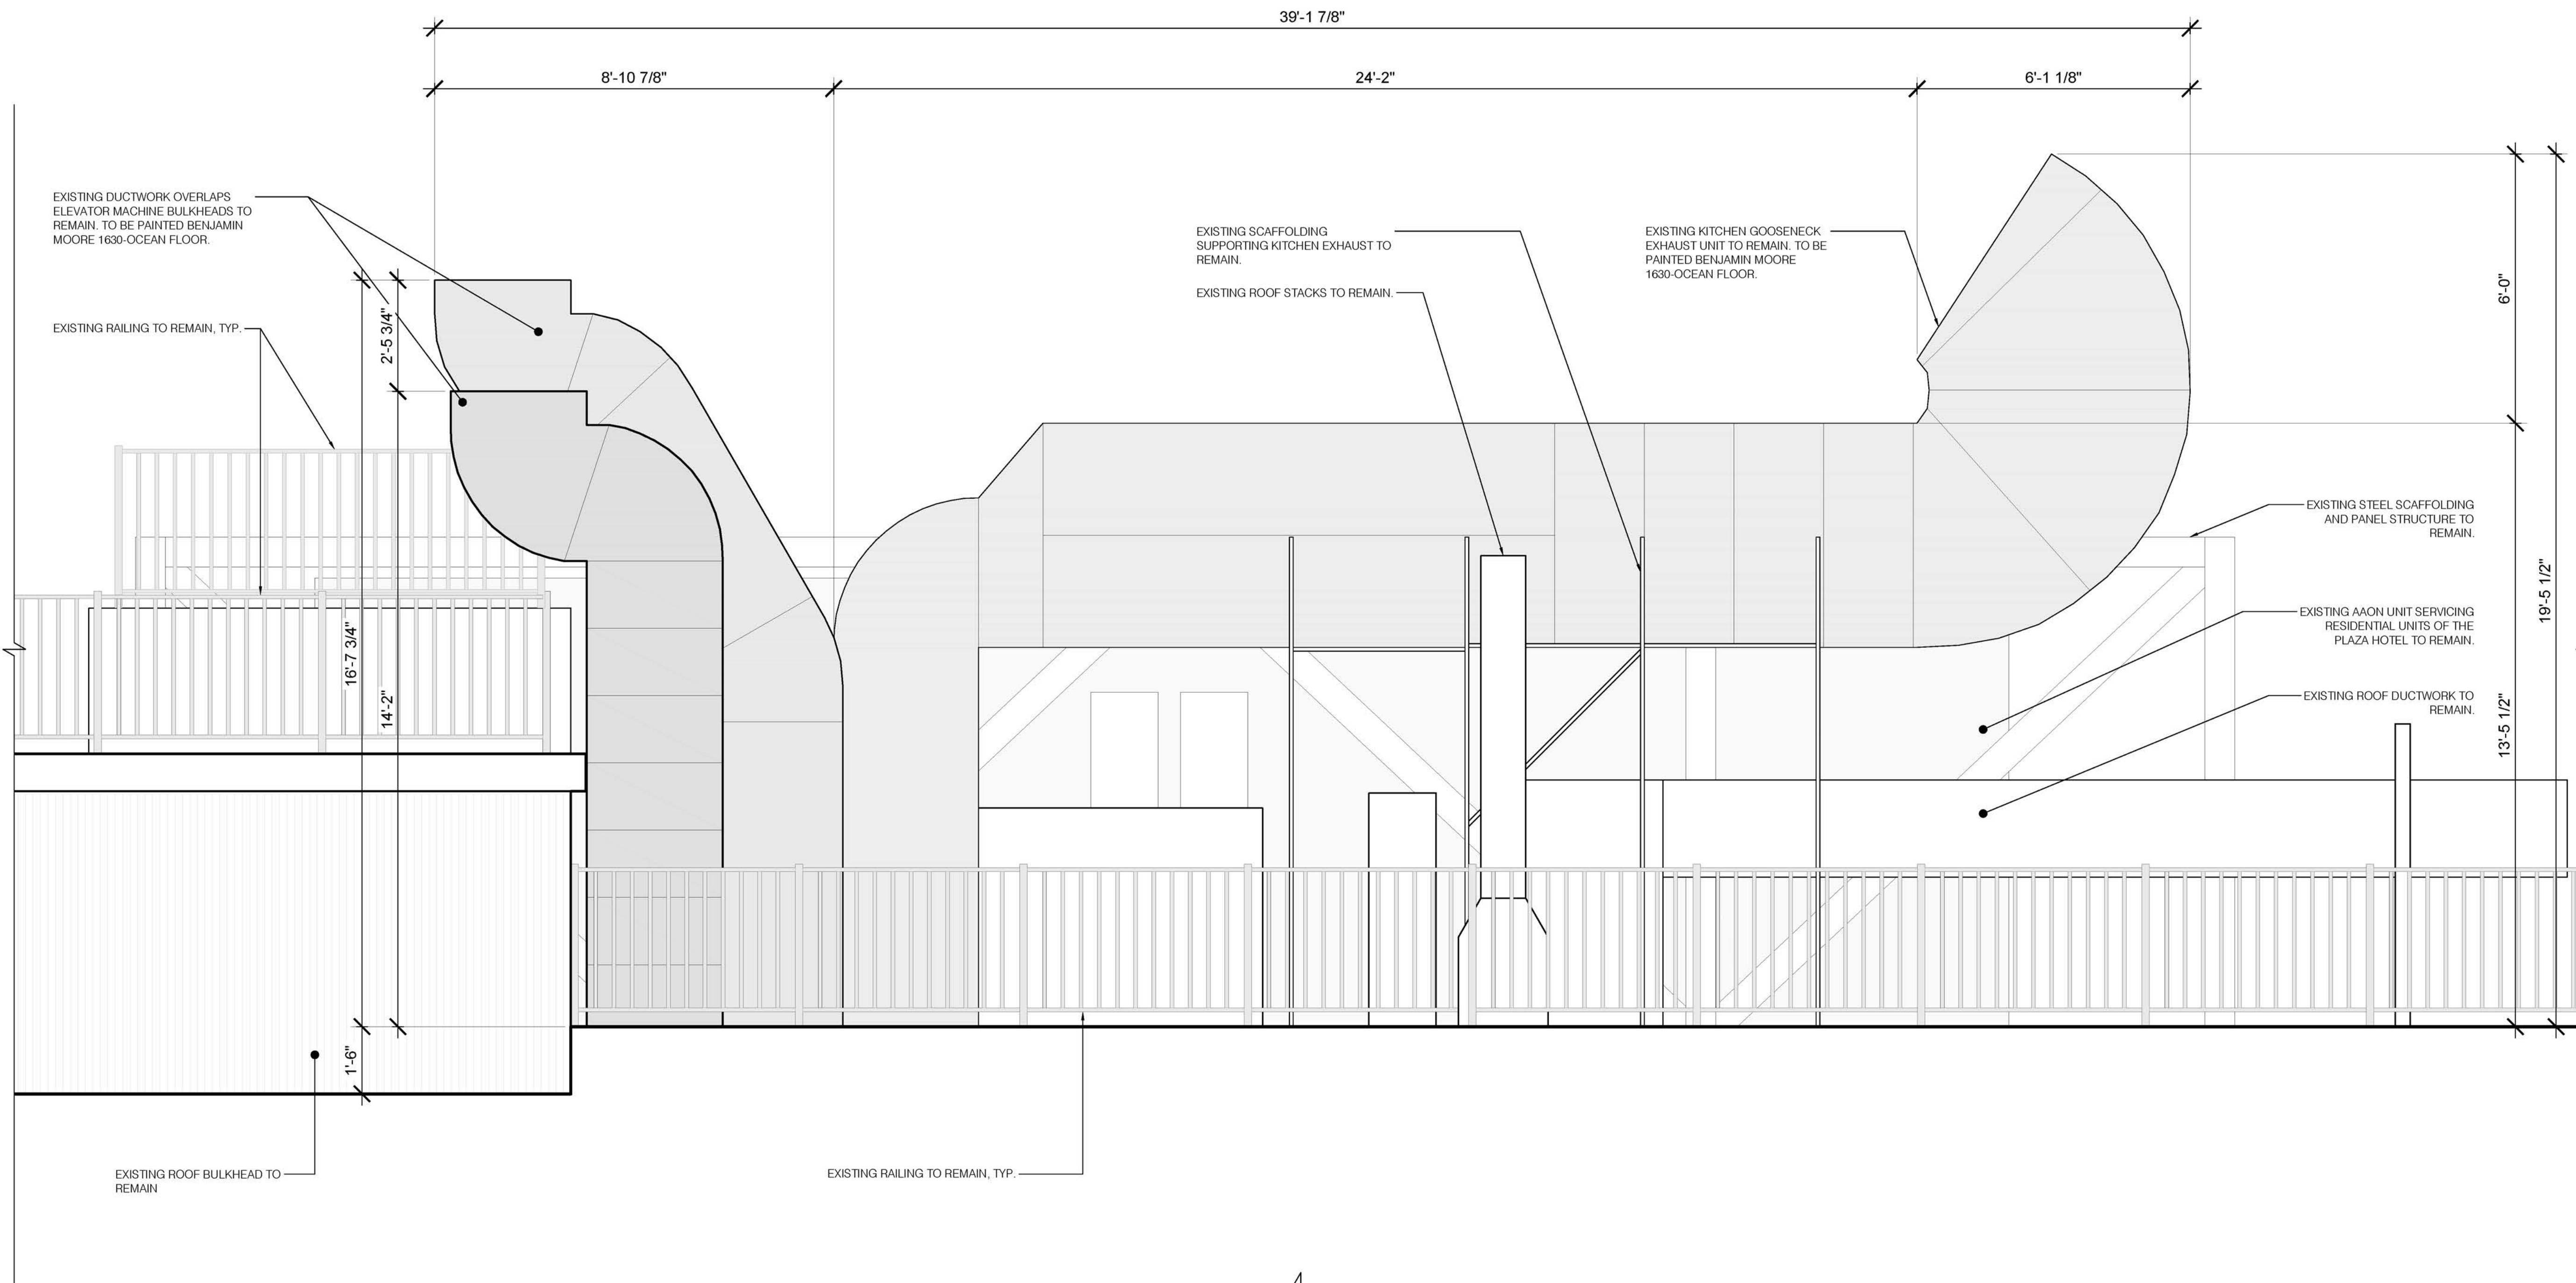 39'-1 7/8"
8'-10 7/8"
24'-2"
6'-1 1/8"
EXISTING DUCTWORK OVERLAPS
ELEVATOR MACHINE BULKHEADS TO
REMAIN. TO BE PAINTED BENJAMIN
MOORE 1630-OCEAN FLOOR.
EXISTING RAILING TO REMAIN, TYP.
EXISTING SCAFFOLDING
SUPPORTING KITCHEN EXHAUST TO
REMAIN.
EXISTING ROOF STACKS TO REMAIN.
EXISTING KITCHEN GOOSENECK
EXHAUST UNIT TO REMAIN. TO BE
PAINTED BENJAMIN MOORE
1630-OCEAN FLOOR.
2'-5 3/4"
16'-7 3/4"
14'-2"
1'-6"
6'-0"
19'-5 1/2"
13'-5 1/2"
EXISTING STEEL SCAFFOLDING
AND PANEL STRUCTURE TO
REMAIN.
EXISTING AAON UNIT SERVICING
RESIDENTIAL UNITS OF THE
PLAZA HOTEL TO REMAIN.
EXISTING ROOF DUCTWORK TO
REMAIN.
EXISTING ROOF BULKHEAD TO
REMAIN
EXISTING RAILING TO REMAIN, TYP.